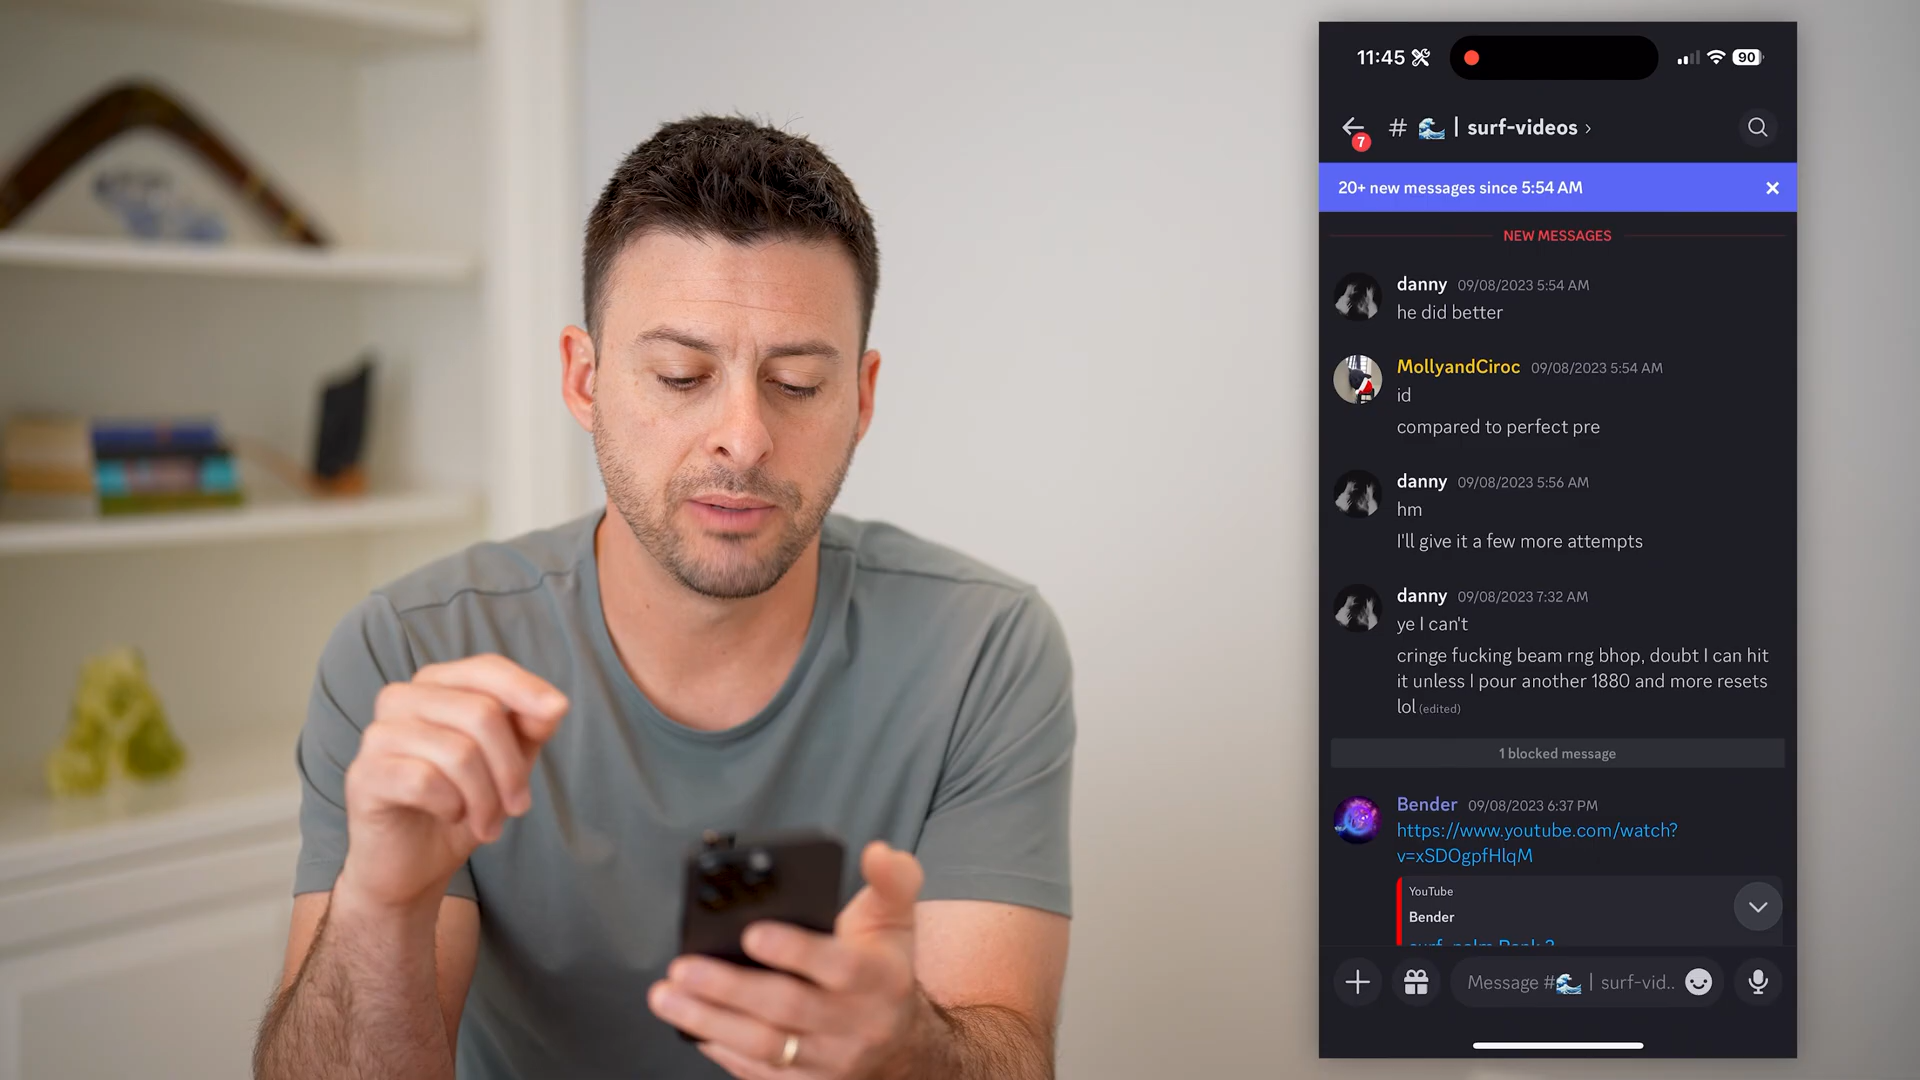 11:45
90
7
# 🌊 | surf-videos ›
20+ new messages since 5:54 AM
NEW MESSAGES
danny 09/08/2023 5:54 AM
he did better
MollyandCiroc 09/08/2023 5:54 AM
id
compared to perfect pre
danny 09/08/2023 5:56 AM
hm
I'll give it a few more attempts
danny 09/08/2023 7:32 AM
ye I can't
cringe fucking beam rng bhop, doubt I can hit
it unless I pour another 1880 and more resets
lol (edited)
1 blocked message
Bender 09/08/2023 6:37 PM
https://www.youtube.com/watch?
v=xSDOgpfHlqM
YouTube
Bender
Message #🌊 | surf-vid..